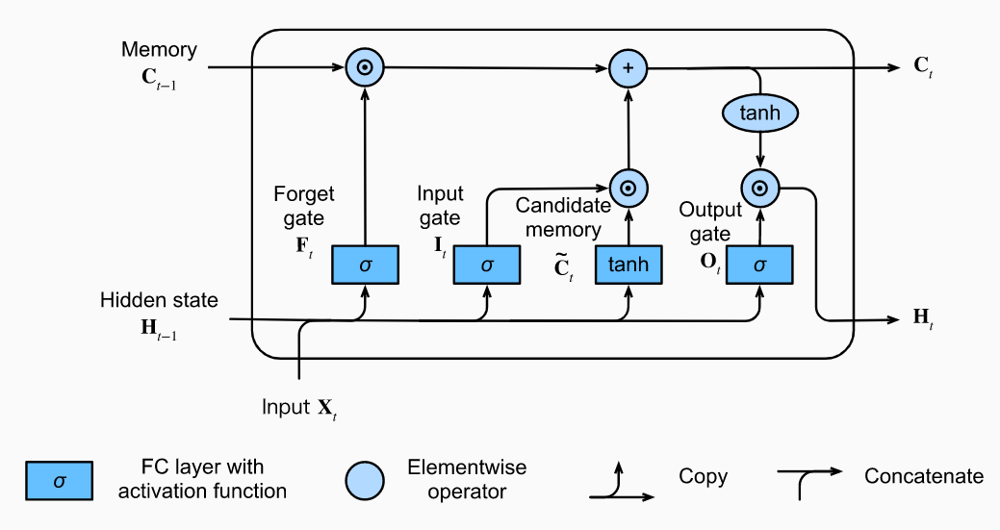 Memory
C_{t−1}
C_t
tanh
Forget
gate
F_t
Input
gate
I_t
Candidate
memory
C̃_t
Output
gate
O_t
σ
σ
tanh
σ
Hidden state
H_{t−1}
H_t
Input X_t
σ
FC layer with
activation function
Elementwise
operator
Copy
Concatenate